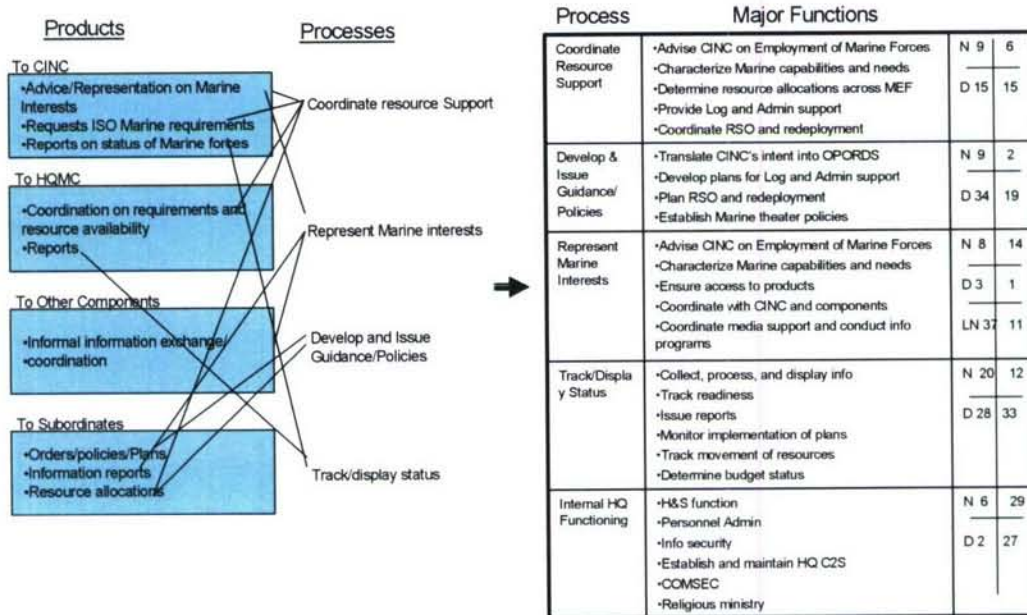 Products
Processes
To CINC
•Advice/Representation on Marine
Interests
•Requests ISO Marine requirements
•Reports on status of Marine forces
To HQMC
•Coordination on requirements and
resource availability
•Reports
To Other Components
•Informal information exchange/
•coordination
To Subordinates
•Orders/policies/Plans
•Information reports
•Resource allocations
Coordinate resource Support
Represent Marine interests
Develop and Issue
Guidance/Policies
Track/display status
Process
Major Functions
Coordinate
Resource
Support
•Advise CINC on Employment of Marine Forces
•Characterize Marine capabilities and needs
•Determine resource allocations across MEF
•Provide Log and Admin support
•Coordinate RSO and redeployment
N 9 6
D 15 15
Develop &
Issue
Guidance/
Policies
•Translate CINC's intent into OPORDS
•Develop plans for Log and Admin support
•Plan RSO and redeployment
•Establish Marine theater policies
N 9 2
D 34 19
Represent
Marine
Interests
•Advise CINC on Employment of Marine Forces
•Characterize Marine capabilities and needs
•Ensure access to products
•Coordinate with CINC and components
•Coordinate media support and conduct info
programs
N 8 14
D 3 1
LN 37 11
Track/Displa
y Status
•Collect, process, and display info
•Track readiness
•Issue reports
•Monitor implementation of plans
•Track movement of resources
•Determine budget status
N 20 12
D 28 33
Internal HQ
Functioning
•H&S function
•Personnel Admin
•Info security
•Establish and maintain HQ C2S
•COMSEC
•Religious ministry
N 6 29
D 2 27